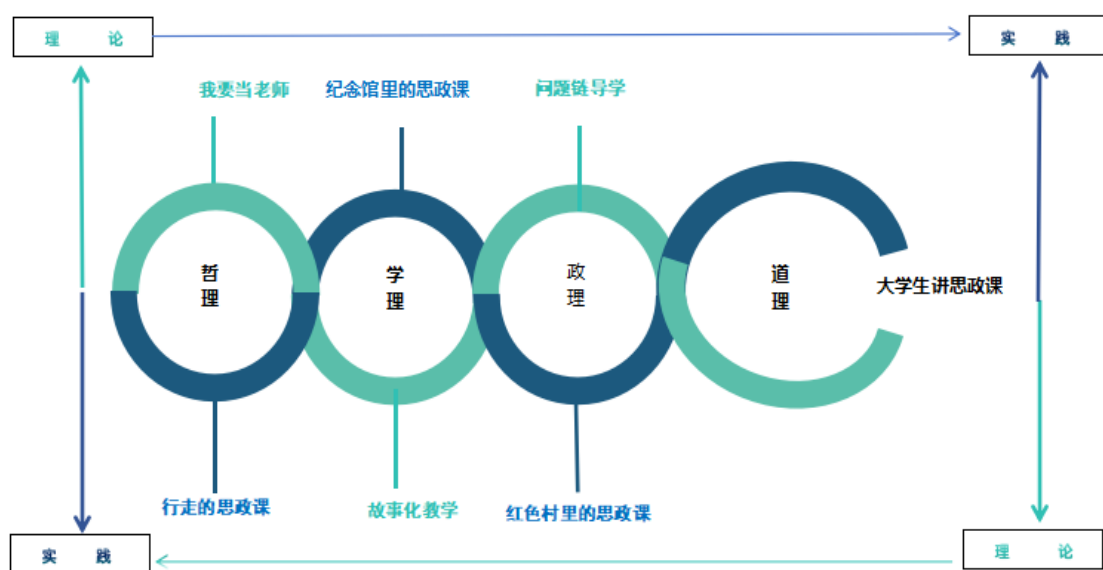 理 论
实 践
我要当老师
纪念馆里的思政课
问题链导学
哲
理
学
理
政
理
道
理
大学生讲思政课
行走的思政课
故事化教学
红色村里的思政课
实 践
理 论